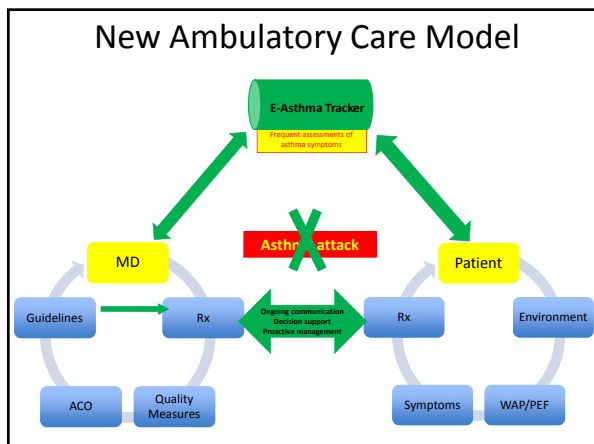 New Ambulatory Care Model
E-Asthma Tracker
Frequent assessments of
asthma symptoms
Asthma attack
MD
Patient
Guidelines
Rx
Ongoing communication
Decision support
Proactive management
Rx
Environment
ACO
Quality
Measures
Symptoms
WAP/PEF